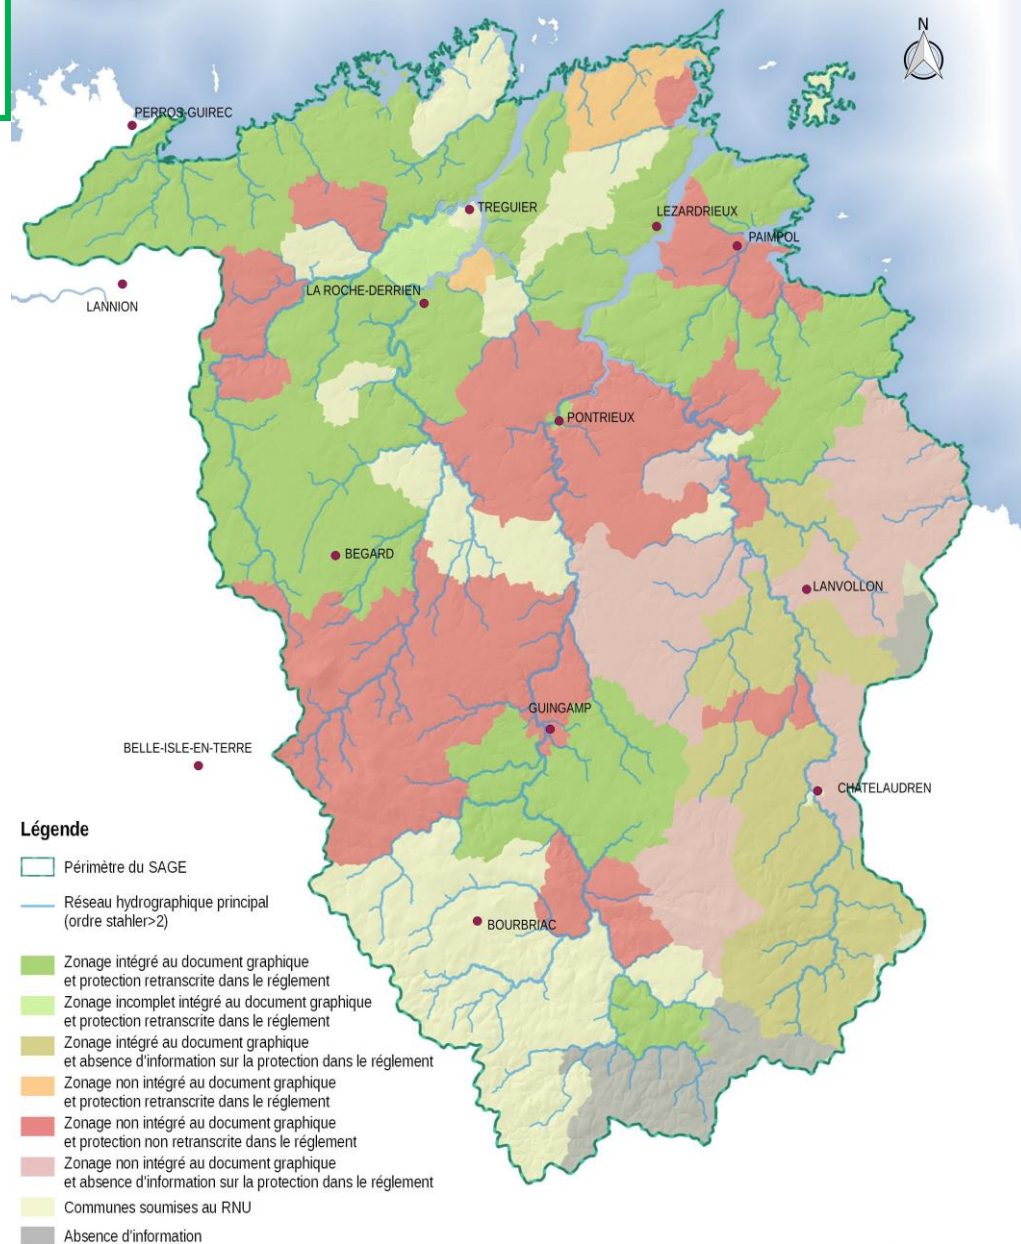 N
PERROS-GUIREC
TREGUIER
LEZARDRIEUX
PAIMPOL
LANNION
LA ROCHE-DERRIEN
PONTRIEUX
BEGARD
LANVOLLON
GUINGAMP
BELLE-ISLE-EN-TERRE
CHATELAUDREN
BOURBRIAC
Légende
Périmètre du SAGE
Réseau hydrographique principal
(ordre stahler>2)
Zonage intégré au document graphique
et protection retranscrite dans le réglement
Zonage incomplet intégré au document graphique
et protection retranscrite dans le réglement
Zonage intégré au document graphique
et absence d'information sur la protection dans le réglement
Zonage non intégré au document graphique
et protection retranscrite dans le réglement
Zonage non intégré au document graphique
et protection non retranscrite dans le réglement
Zonage non intégré au document graphique
et absence d'information sur la protection dans le réglement
Communes soumises au RNU
Absence d'information